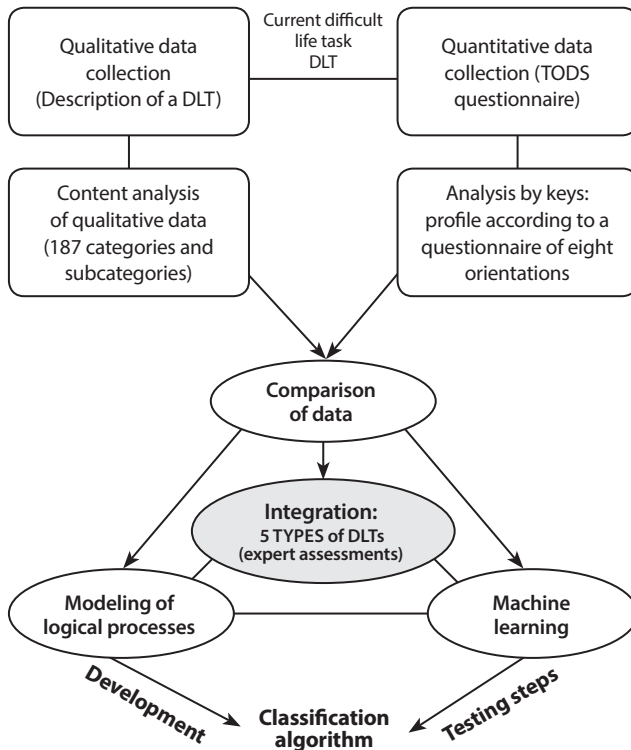 Qualitative data
collection
(Description of a DLT)
Current difficult
life task
DLT
Quantitative data
collection (TODS
questionnaire)
Content analysis
of qualitative data
(187 categories and
subcategories)
Analysis by keys:
profile according to a
questionnaire of eight
orientations
Comparison
of data
Integration:
5 TYPES of DLTs
(expert assessments)
Modeling of
logical processes
Machine
learning
Development
Testing steps
Classification
algorithm